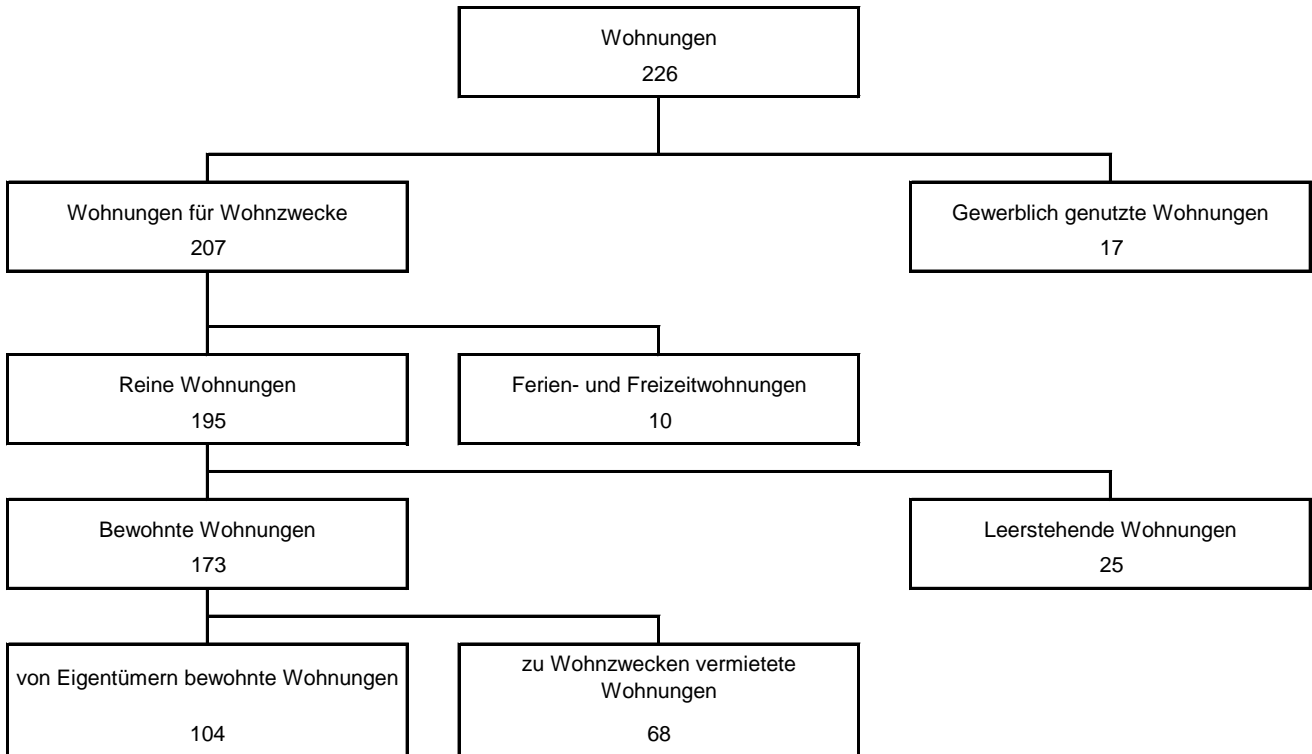 Wohnungen
226
Wohnungen für Wohnzwecke
207
Gewerblich genutzte Wohnungen
17
Reine Wohnungen
195
Ferien- und Freizeitwohnungen
10
Bewohnte Wohnungen
173
Leerstehende Wohnungen
25
von Eigentümern bewohnte Wohnungen
104
zu Wohnzwecken vermietete
Wohnungen
68